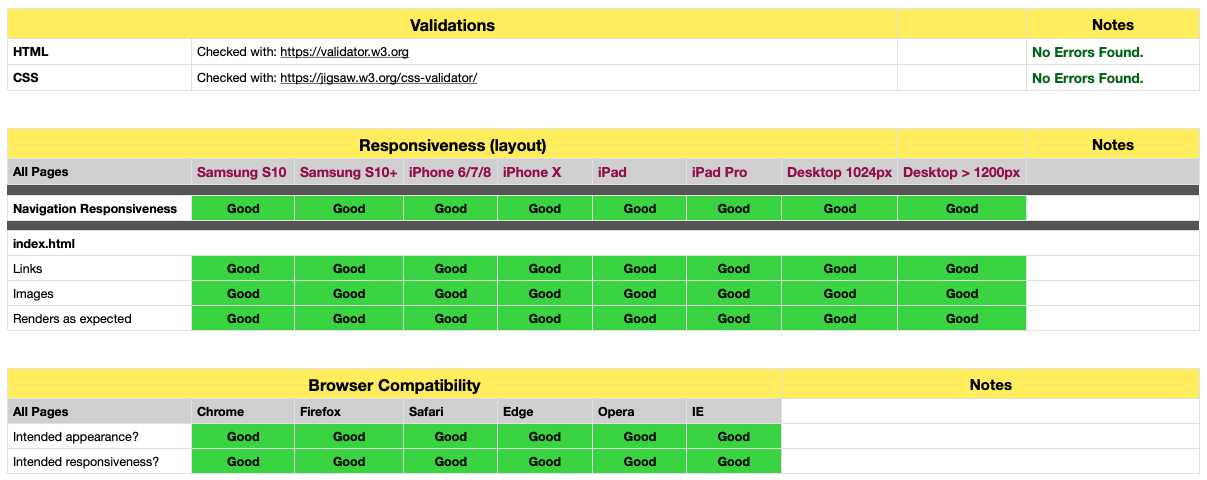 Validations Notes
HTML Checked with: https://validator.w3.org No Errors Found.
CSS Checked with: https://jigsaw.w3.org/css-validator/ No Errors Found.
Responsiveness (layout) Notes
All Pages Samsung S10 Samsung S10+ iPhone 6/7/8 iPhone X iPad iPad Pro Desktop 1024px Desktop > 1200px
Navigation Responsiveness Good Good Good Good Good Good Good Good
index.html
Links Good Good Good Good Good Good Good Good
Images Good Good Good Good Good Good Good Good
Renders as expected Good Good Good Good Good Good Good Good
Browser Compatibility Notes
All Pages Chrome Firefox Safari Edge Opera IE
Intended appearance? Good Good Good Good Good Good
Intended responsiveness? Good Good Good Good Good Good